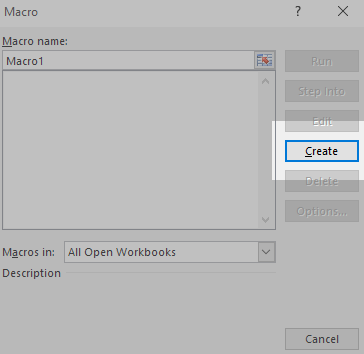 Macro
? ×
Macro name:
Macro1
Run
Step Into
Edit
Create
Delete
Options...
Macros in: All Open Workbooks
Description
Cancel